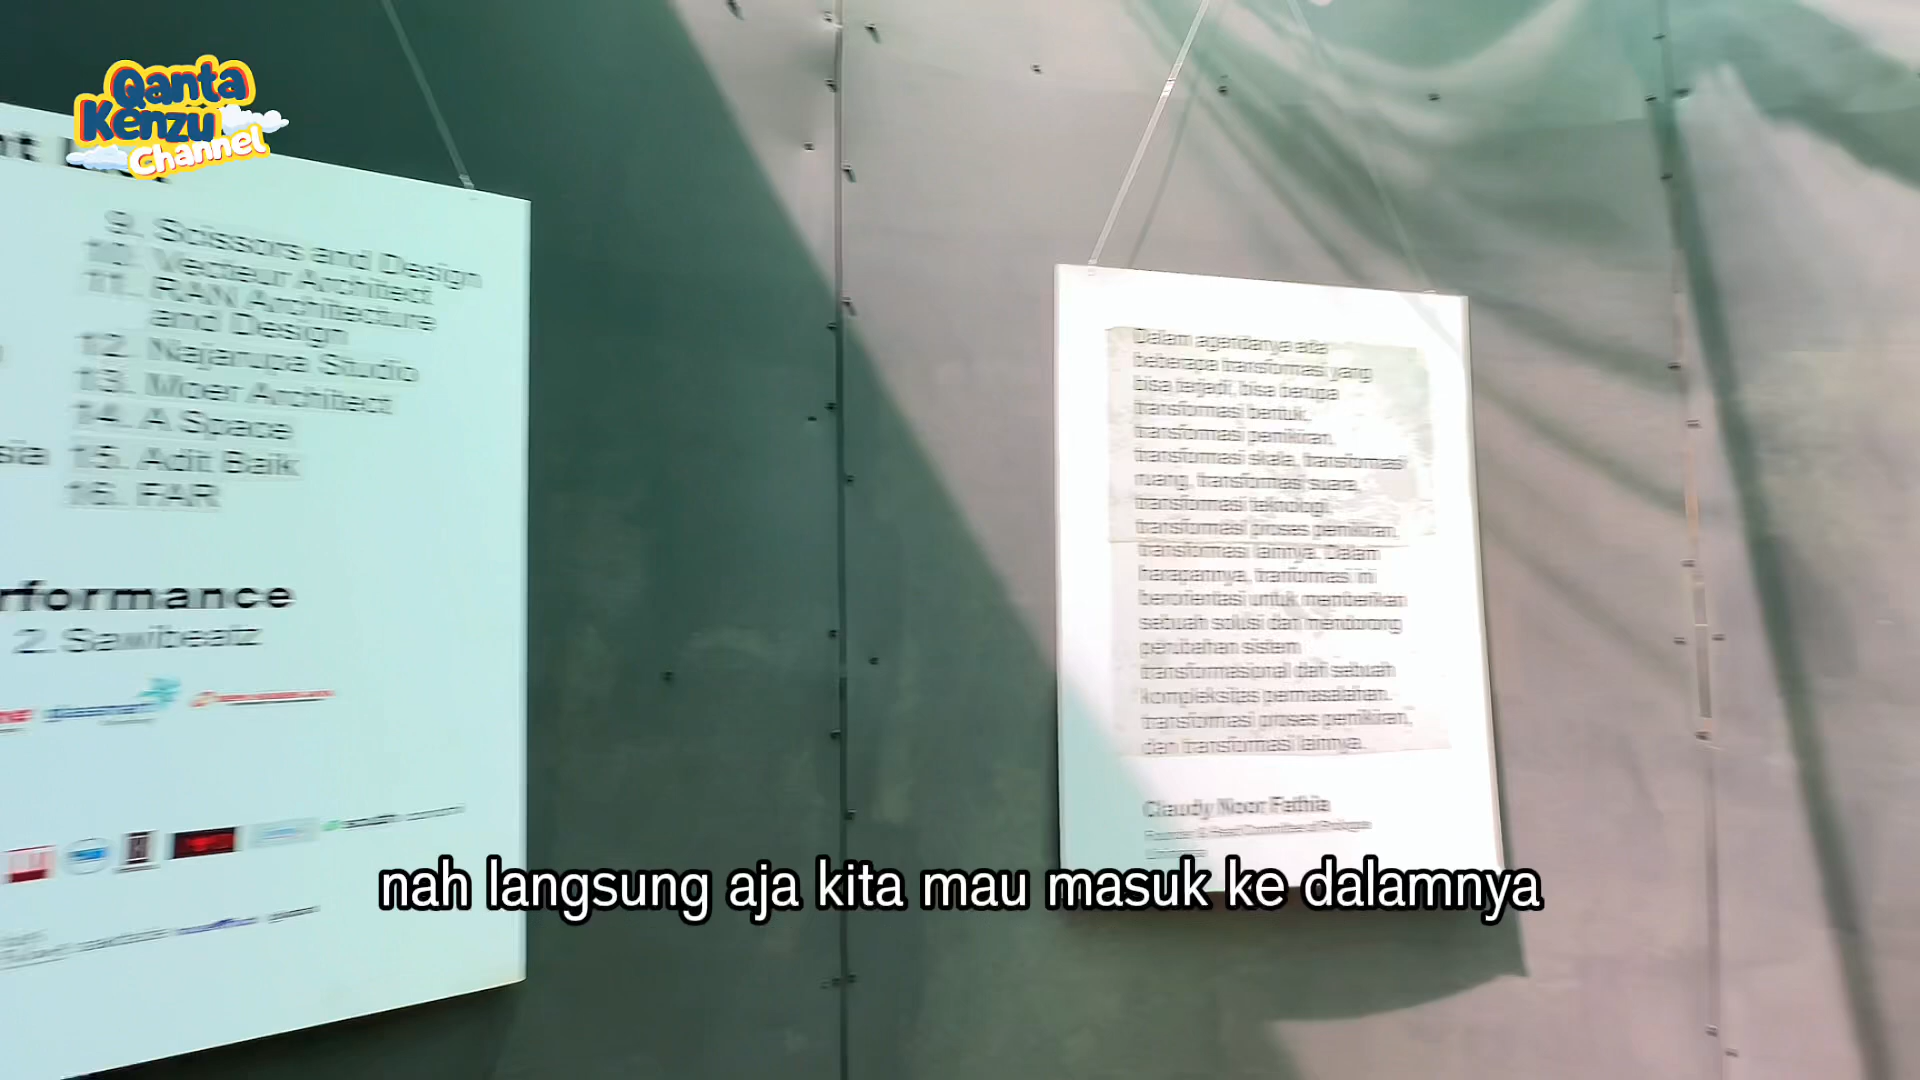 Qanta
Kenzu
Channel
9. Scissors and Design
10. Vecteur Architect
11. RAN Architecture
and Design
12. Najarupa Studio
13. Moer Architect
14. A Space
sia 15. Adit Baik
16. FAR
rformance
2. Sawibeatz
Dalam agendanya ada
beberapa transformasi yang
bisa terjadi, bisa berupa
transformasi bentuk,
transformasi pemikiran,
transformasi skala, transformasi
ruang, transformasi suara,
transformasi teknologi,
transformasi proses pemikiran,
transformasi lainnya. Dalam
harapannya, tranformasi ini
berorientasi untuk memberikan
sebuah solusi dan mendorong
perubahan sistem
transformasional dari sebuah
kompleksitas permasalahan.
transformasi proses pemikiran,
dan transformasi lainnya.
Claudy Noor Fathia
nah langsung aja kita mau masuk ke dalamnya